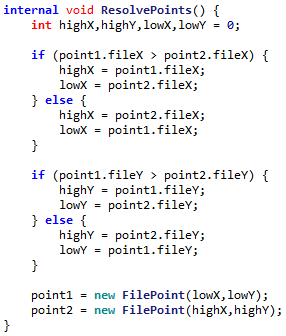 internal void ResolvePoints() {
    int highX,highY,lowX,lowY = 0;

    if (point1.fileX > point2.fileX) {
        highX = point1.fileX;
        lowX = point2.fileX;
    } else {
        highX = point2.fileX;
        lowX = point1.fileX;
    }

    if (point1.fileY > point2.fileY) {
        highY = point1.fileY;
        lowY = point2.fileY;
    } else {
        highY = point2.fileY;
        lowY = point1.fileY;
    }

    point1 = new FilePoint(lowX,lowY);
    point2 = new FilePoint(highX,highY);
}